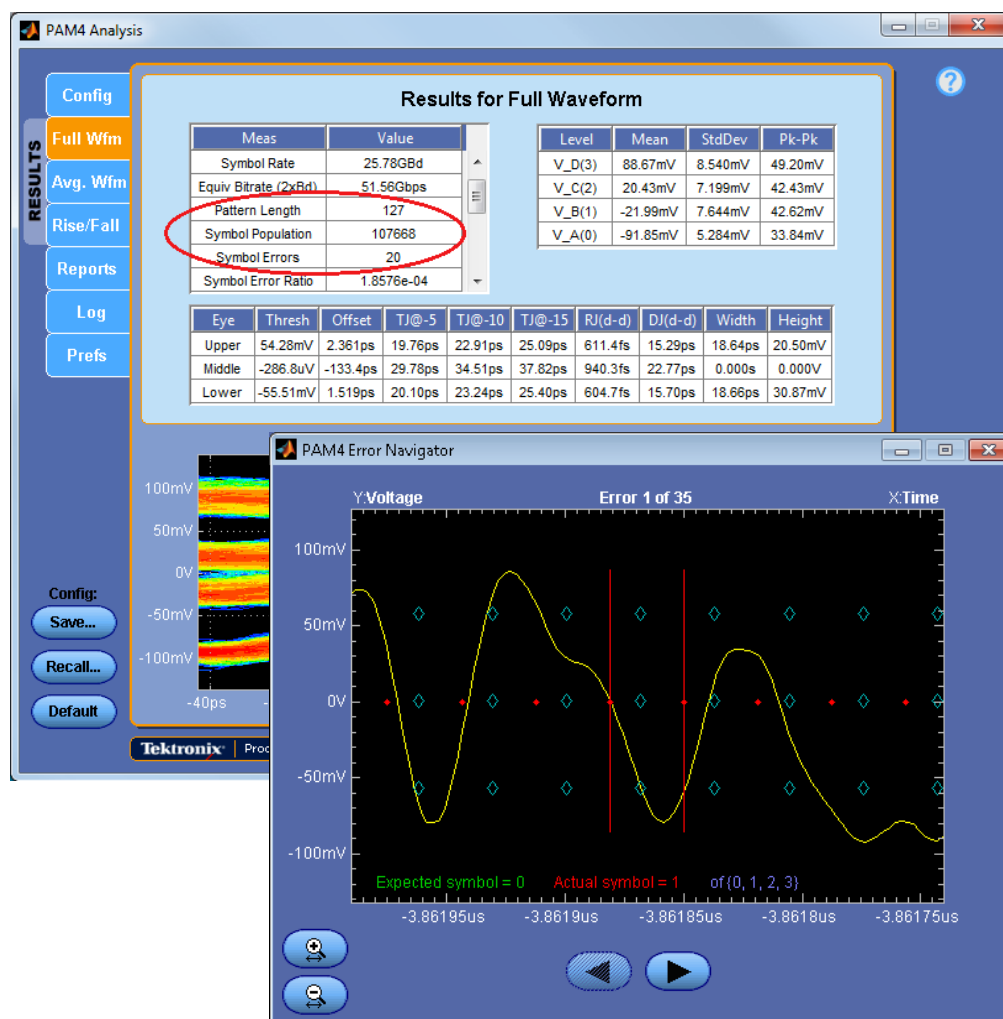 PAM4 Analysis
RESULTS
Config
Full Wfm
Avg. Wfm
Rise/Fall
Reports
Log
Prefs
Results for Full Waveform
Meas Value
Symbol Rate 25.78GBd
Equiv Bitrate (2xBd) 51.56Gbps
Pattern Length 127
Symbol Population 107668
Symbol Errors 20
Symbol Error Ratio 1.8576e-04
Level Mean StdDev Pk-Pk
V_D(3) 88.67mV 8.540mV 49.20mV
V_C(2) 20.43mV 7.199mV 42.43mV
V_B(1) -21.99mV 7.644mV 42.62mV
V_A(0) -91.85mV 5.284mV 33.84mV
Eye Thresh Offset TJ@-5 TJ@-10 TJ@-15 RJ(d-d) DJ(d-d) Width Height
Upper 54.28mV 2.361ps 19.76ps 22.91ps 25.09ps 611.4fs 15.29ps 18.64ps 20.50mV
Middle -286.8uV -133.4ps 29.78ps 34.51ps 37.82ps 940.3fs 22.77ps 0.000s 0.000V
Lower -55.51mV 1.519ps 20.10ps 23.24ps 25.40ps 604.7fs 15.70ps 18.66ps 30.87mV
100mV
50mV
0V
-50mV
-100mV
-40ps
Config:
Save...
Recall...
Default
Tektronix
PAM4 Error Navigator
Y:Voltage Error 1 of 35 X:Time
100mV
50mV
0V
-50mV
-100mV
Expected symbol = 0 Actual symbol = 1 of {0, 1, 2, 3}
-3.86195us -3.8619us -3.86185us -3.8618us -3.86175us